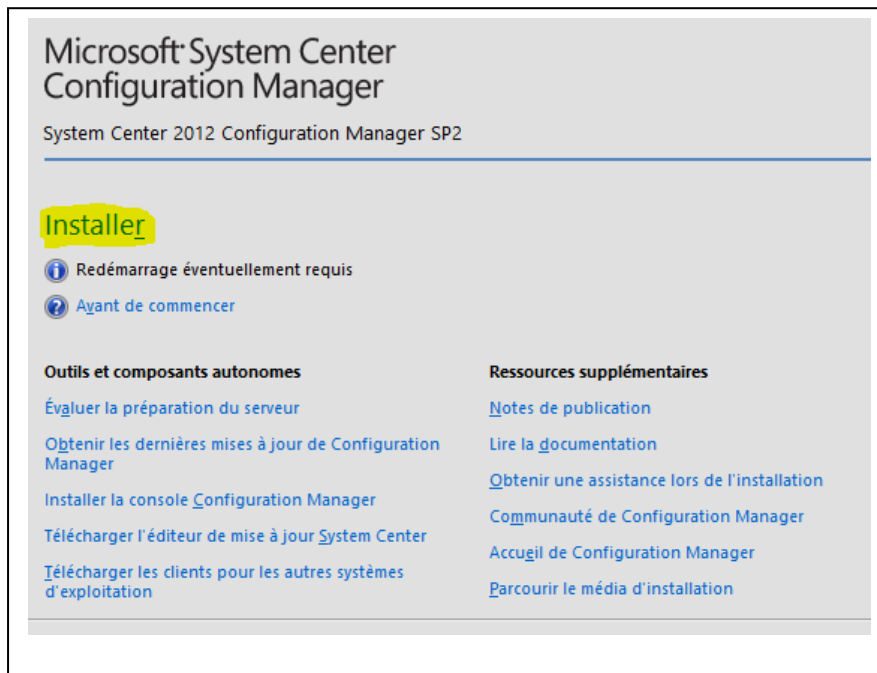 Microsoft System Center
Configuration Manager
System Center 2012 Configuration Manager SP2
Installer
Redémarrage éventuellement requis
Avant de commencer
Outils et composants autonomes
Évaluer la préparation du serveur
Obtenir les dernières mises à jour de Configuration
Manager
Installer la console Configuration Manager
Télécharger l'éditeur de mise à jour System Center
Télécharger les clients pour les autres systèmes
d'exploitation
Ressources supplémentaires
Notes de publication
Lire la documentation
Obtenir une assistance lors de l'installation
Communauté de Configuration Manager
Accueil de Configuration Manager
Parcourir le média d'installation